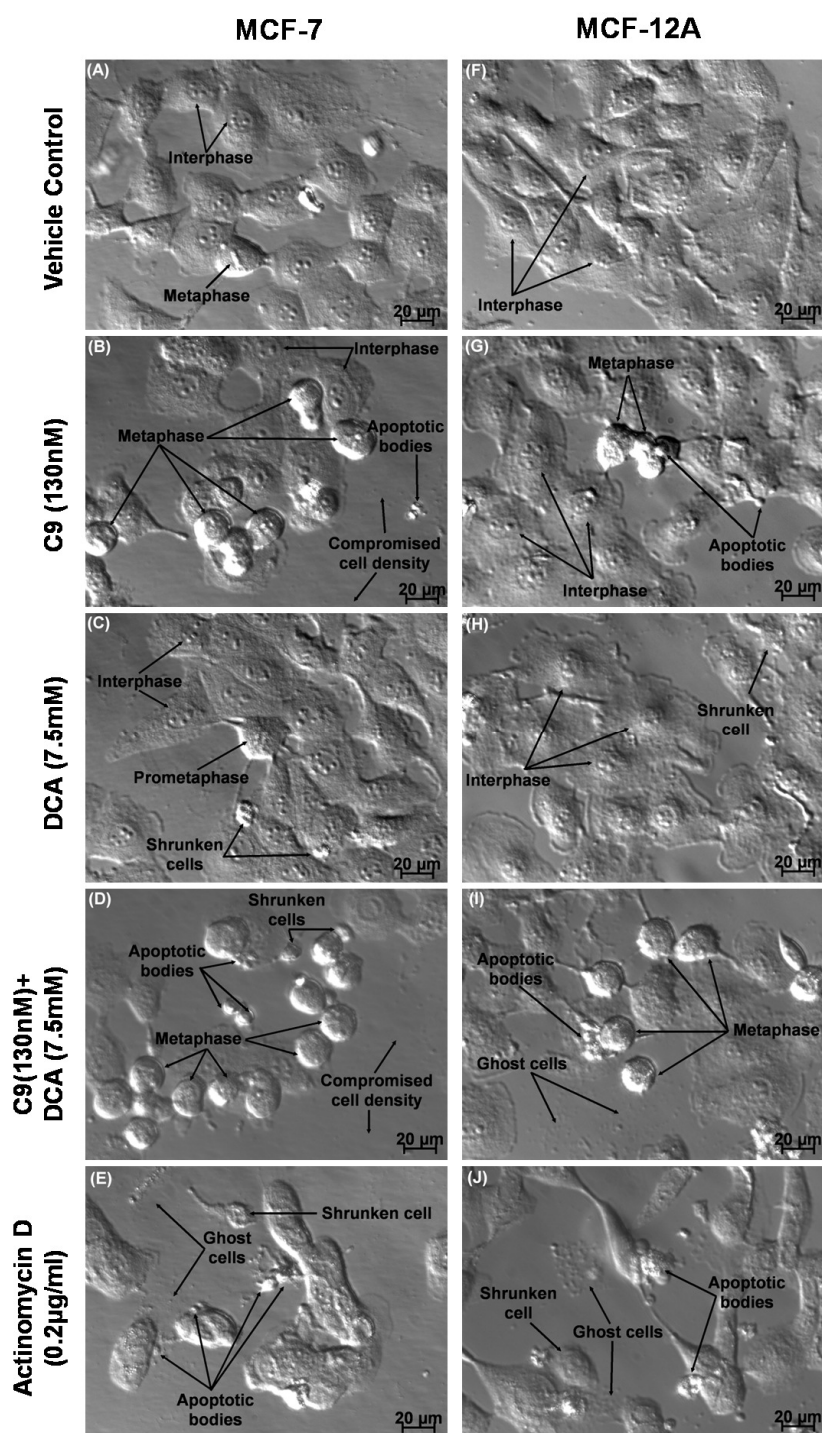 MCF-7
MCF-12A
Vehicle Control
(A)
Interphase
Metaphase
20 µm
(F)
Interphase
20 µm
C9 (130nM)
(B)
Interphase
Metaphase
Apoptotic
bodies
Compromised
cell density
20 µm
(G)
Metaphase
Apoptotic
bodies
Interphase
20 µm
DCA (7.5mM)
(C)
Interphase
Prometaphase
Shrunken
cells
20 µm
(H)
Shrunken
cell
Interphase
20 µm
C9(130nM)+
DCA (7.5mM)
(D)
Shrunken
cells
Apoptotic
bodies
Metaphase
Compromised
cell density
20 µm
(I)
Apoptotic
bodies
Metaphase
Ghost cells
20 µm
Actinomycin D
(0.2µg/ml)
(E)
Shrunken cell
Ghost
cells
Apoptotic
bodies
20 µm
(J)
Apoptotic
bodies
Shrunken
cell
Ghost cells
20 µm